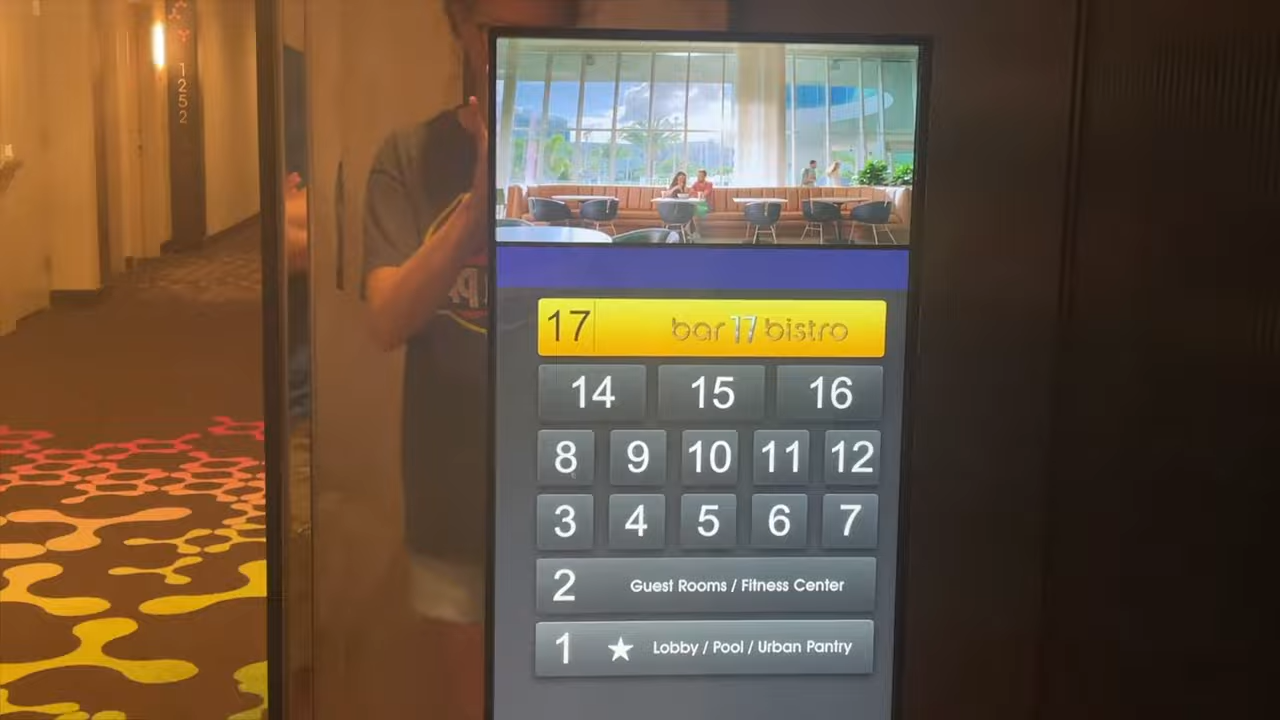 1252
17 bar 17 bistro
14 15 16
8 9 10 11 12
3 4 5 6 7
2 Guest Rooms / Fitness Center
1 ★ Lobby / Pool / Urban Pantry